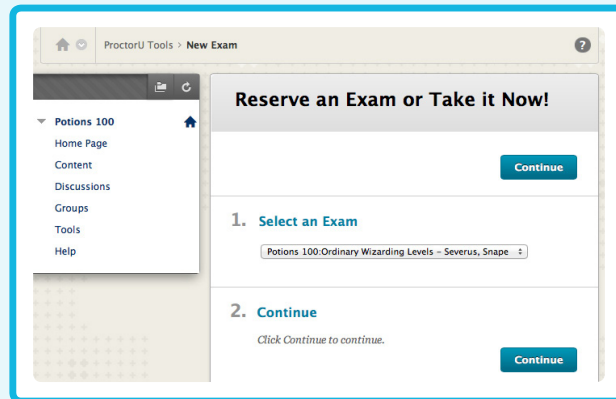 ProctorU Tools > New Exam
?
Reserve an Exam or Take it Now!
Continue
Potions 100
Home Page
Content
Discussions
Groups
Tools
Help
1. Select an Exam
Potions 100:Ordinary Wizarding Levels – Severus, Snape
2. Continue
Click Continue to continue.
Continue